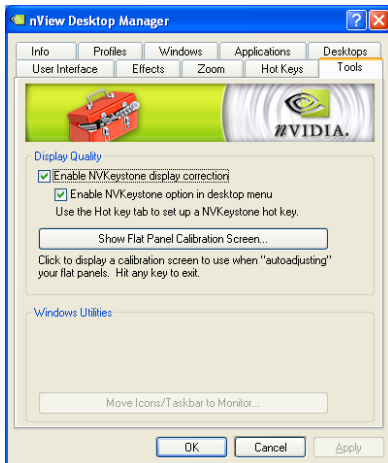 nView Desktop Manager
Info Profiles Windows Applications Desktops
User Interface Effects Zoom Hot Keys Tools
nVIDIA.
Display Quality
Enable NVKeystone display correction
Enable NVKeystone option in desktop menu
Use the Hot key tab to set up a NVKeystone hot key.
Show Flat Panel Calibration Screen...
Click to display a calibration screen to use when "autoadjusting"
your flat panels. Hit any key to exit.
Windows Utilities
Move Icons/Taskbar to Monitor...
OK Cancel Apply